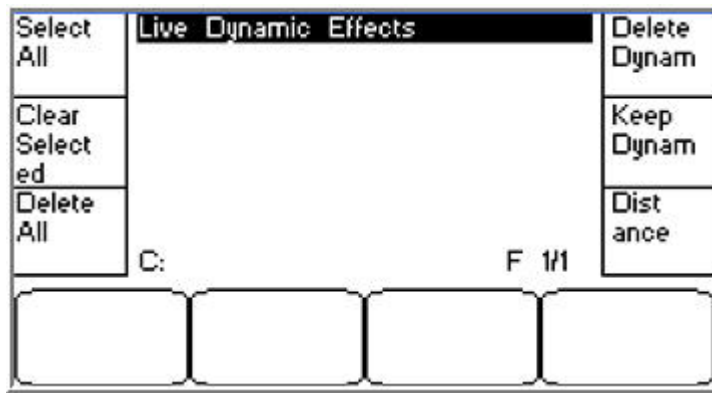 Select
All
Live Dynamic Effects
Delete
Dynam
Clear
Select
ed
Keep
Dynam
Delete
All
Dist
ance
C:
F 1/1